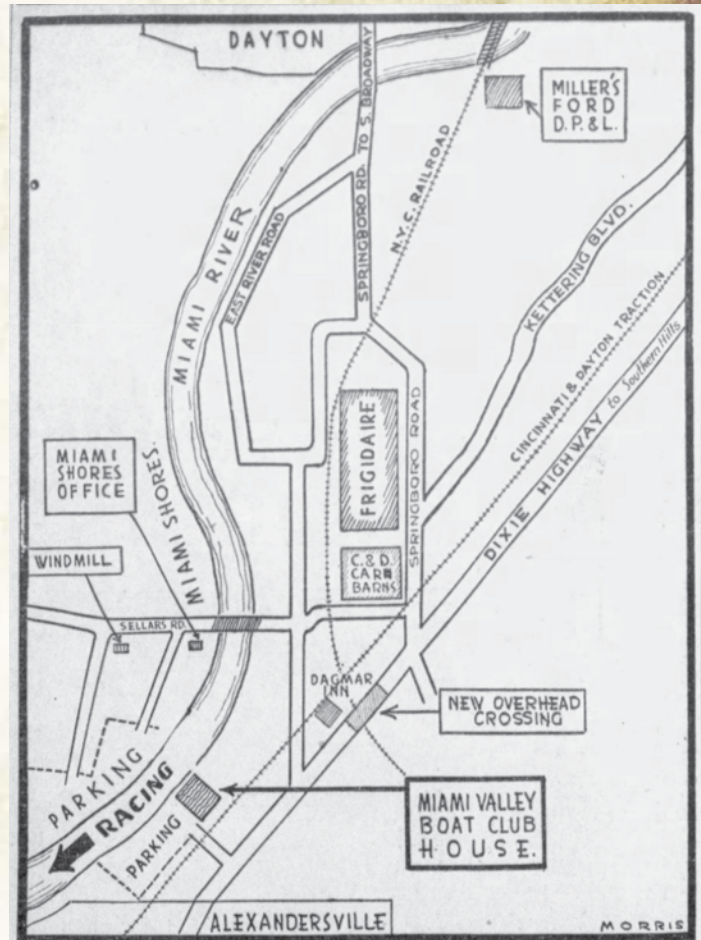 DAYTON
MILLER'S
FORD
D.P.& L.
SPRINGBORO RD. TO S. BROADWAY
N.Y.C. RAILROAD
EAST RIVER ROAD
MIAMI RIVER
KETTERING BLVD.
CINCINNATI & DAYTON TRACTION
DIXIE HIGHWAY to Southern Hills
MIAMI
SHORES
OFFICE
MIAMI SHORES.
FRIGIDAIRE
SPRINGBORO ROAD
WINDMILL
C.& D.
CAR
BARNS
SELLARS RD.
DAGMAR
INN
NEW OVERHEAD
CROSSING
PARKING
RACING
PARKING
MIAMI VALLEY
BOAT CLUB
HOUSE.
ALEXANDERSVILLE
MORRIS